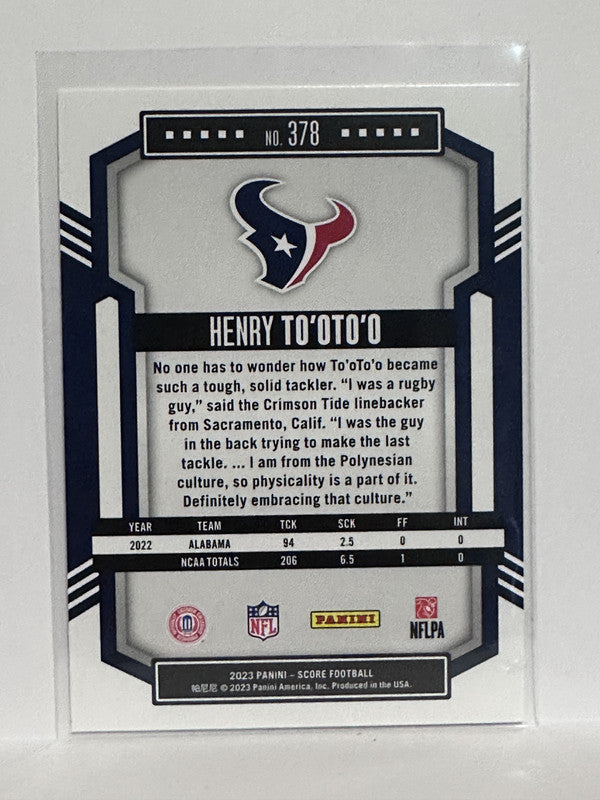 NO. 378
HENRY TO'OTO'O
No one has to wonder how To'oTo'o became
such a tough, solid tackler. "I was a rugby
guy," said the Crimson Tide linebacker
from Sacramento, Calif. "I was the guy
in the back trying to make the last
tackle. ... I am from the Polynesian
culture, so physicality is a part of it.
Definitely embracing that culture."
YEAR TEAM TCK SCK FF INT
2022 ALABAMA 94 2.5 0 0
NCAA TOTALS 206 6.5 1 0
NFL PANINI NFLPA
2023 PANINI – SCORE FOOTBALL
帕尼尼 © 2023 Panini America, Inc. Produced in the USA.